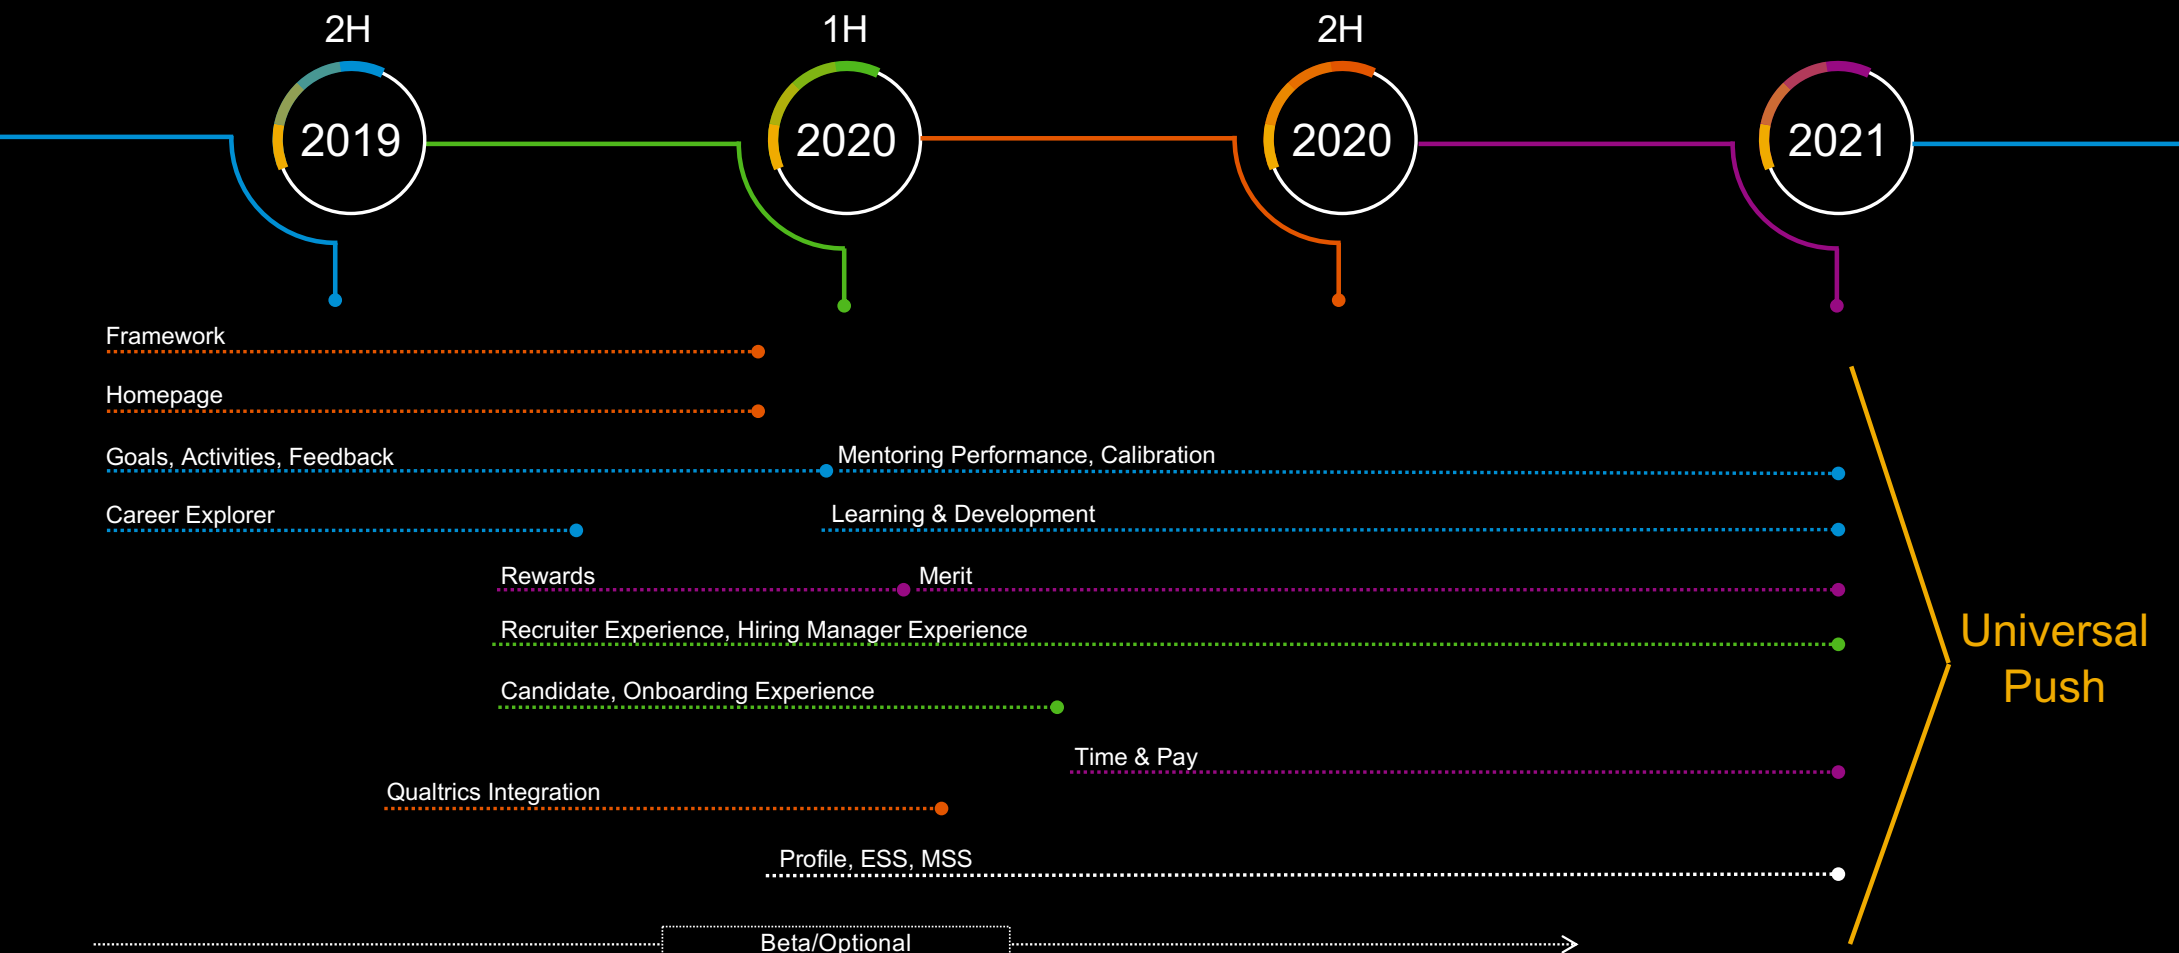 2H
1H
2H
2019
2020
2020
2021
Framework
Homepage
Goals, Activities, Feedback
Mentoring Performance, Calibration
Career Explorer
Learning & Development
Rewards
Merit
Recruiter Experience, Hiring Manager Experience
Candidate, Onboarding Experience
Time & Pay
Qualtrics Integration
Profile, ESS, MSS
Universal
Push
Beta/Optional